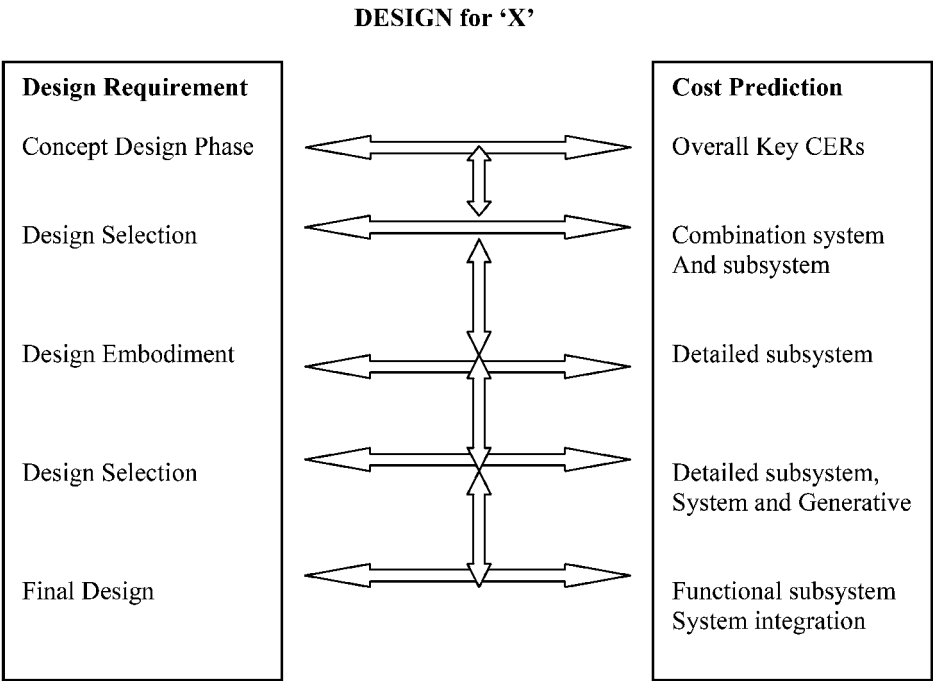 DESIGN for ‘X’
Design Requirement
Concept Design Phase
Design Selection
Design Embodiment
Design Selection
Final Design
Cost Prediction
Overall Key CERs
Combination system
And subsystem
Detailed subsystem
Detailed subsystem,
System and Generative
Functional subsystem
System integration